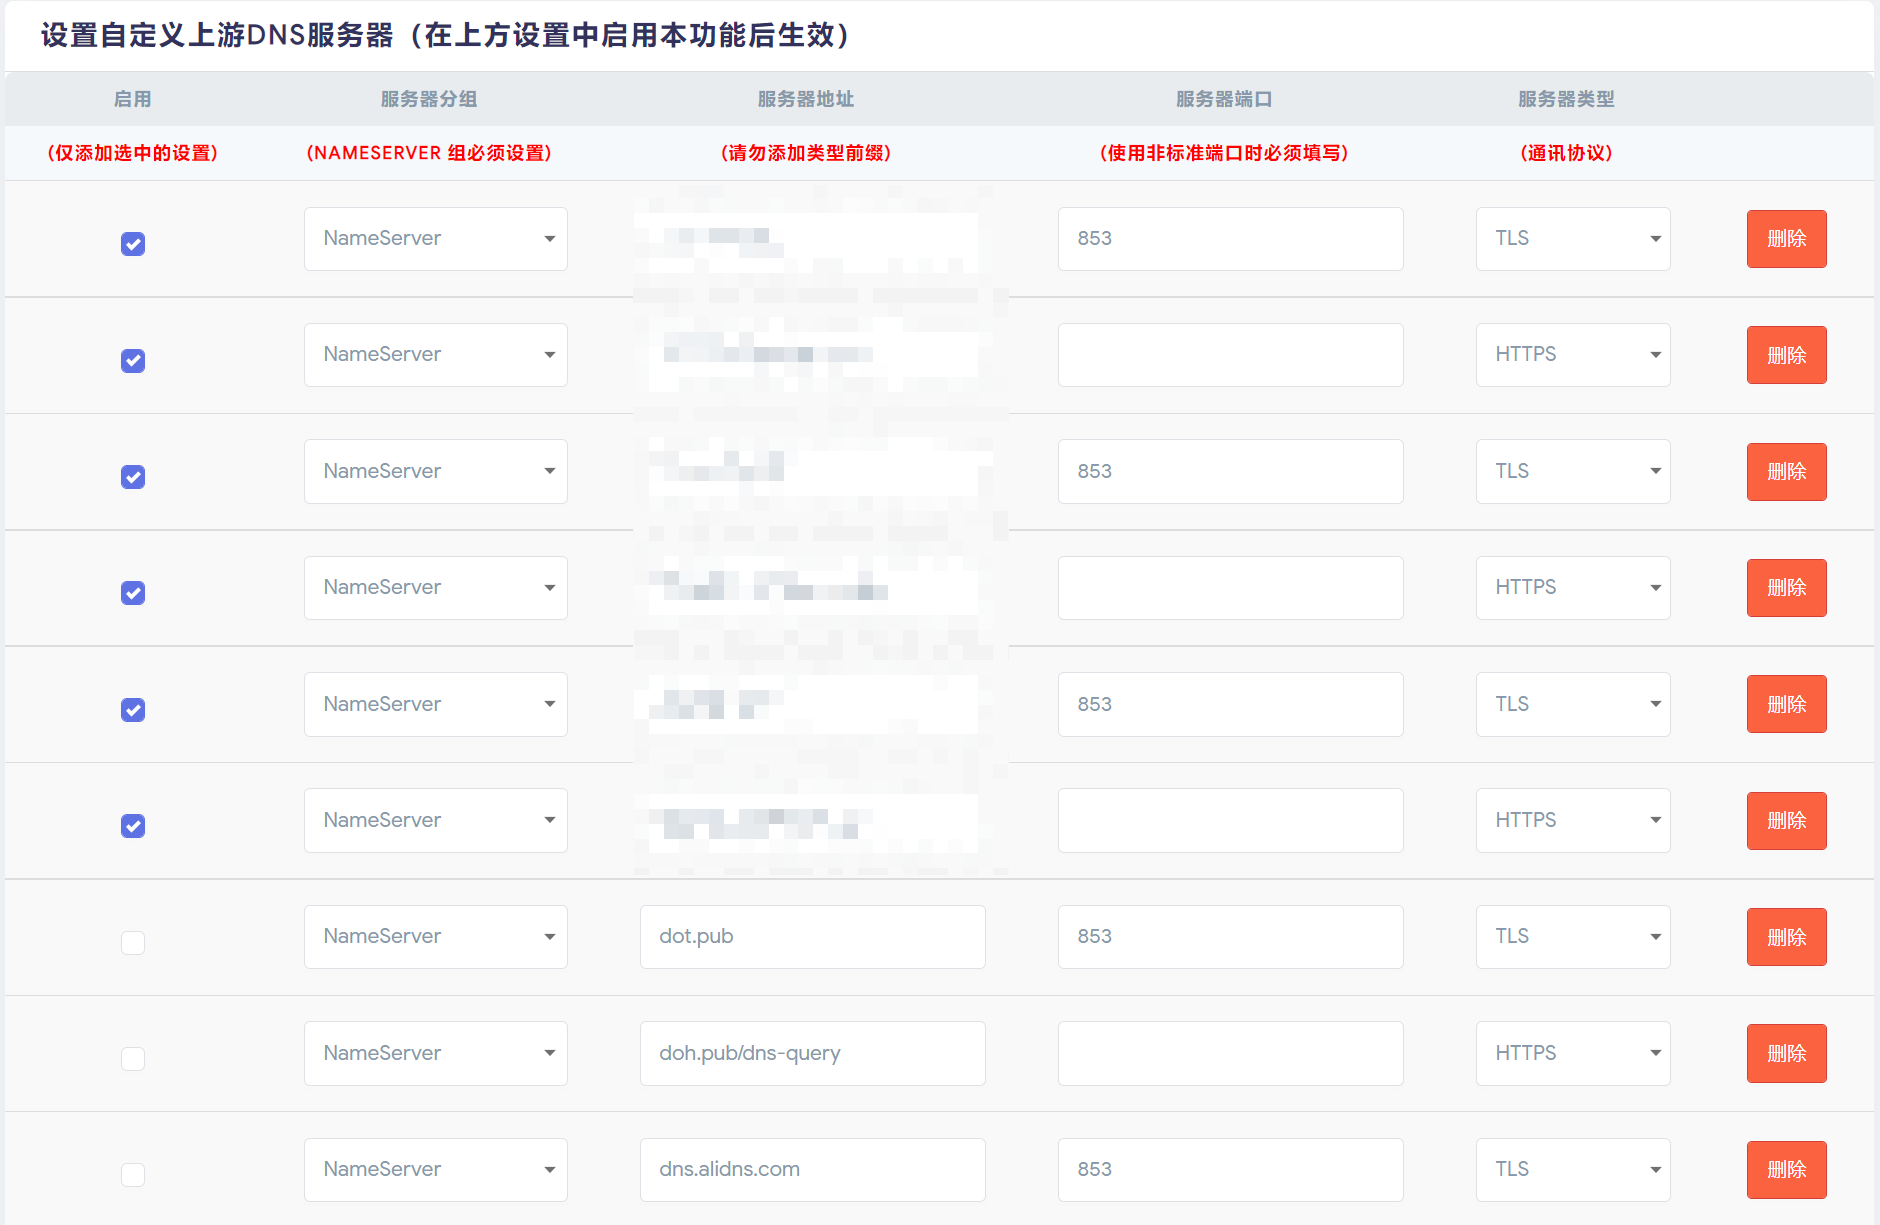 设置自定义上游DNS服务器（在上方设置中启用本功能后生效）
启用 服务器分组 服务器地址 服务器端口 服务器类型
（仅添加选中的设置） （NAMESERVER 组必须设置） （请勿添加类型前缀） （使用非标准端口时必须填写） （通讯协议）
NameServer 853 TLS 删除
NameServer HTTPS 删除
NameServer 853 TLS 删除
NameServer HTTPS 删除
NameServer 853 TLS 删除
NameServer HTTPS 删除
NameServer dot.pub 853 TLS 删除
NameServer doh.pub/dns-query HTTPS 删除
NameServer dns.alidns.com 853 TLS 删除